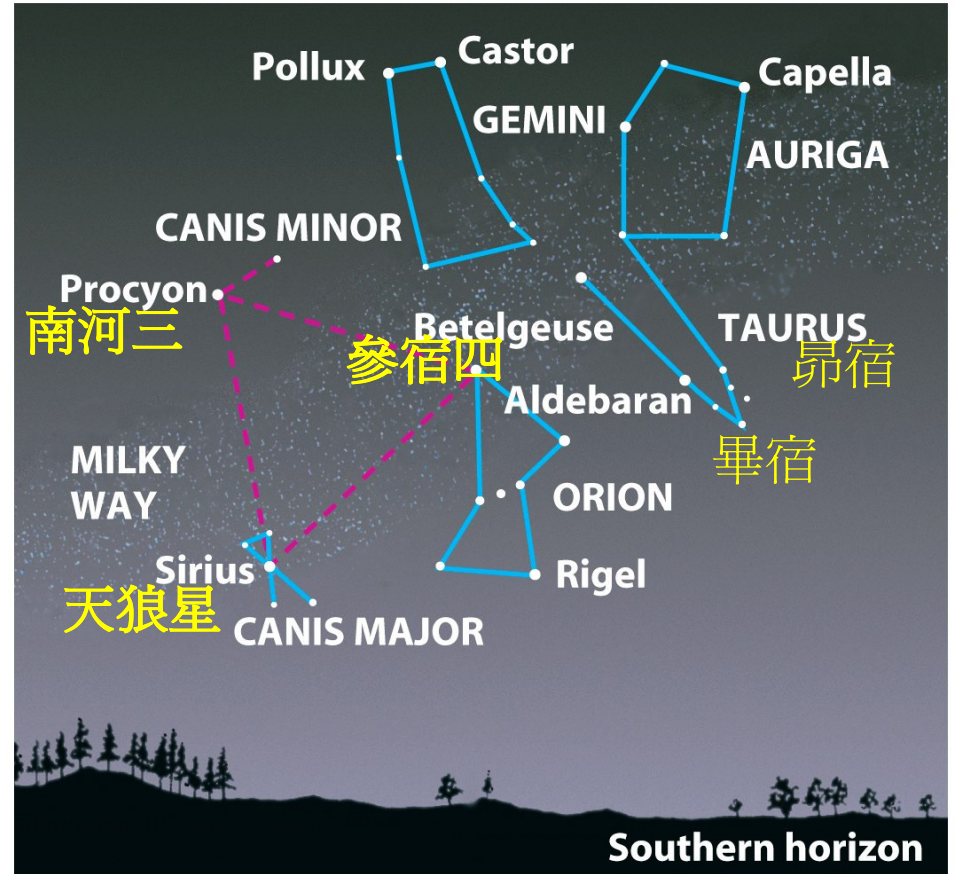 Castor
Pollux
Capella
GEMINI
AURIGA
CANIS MINOR
Procyon
南河三
Betelgeuse
參宿四
TAURUS
昴宿
Aldebaran
畢宿
MILKY
WAY
ORION
Sirius
天狼星
Rigel
CANIS MAJOR
Southern horizon